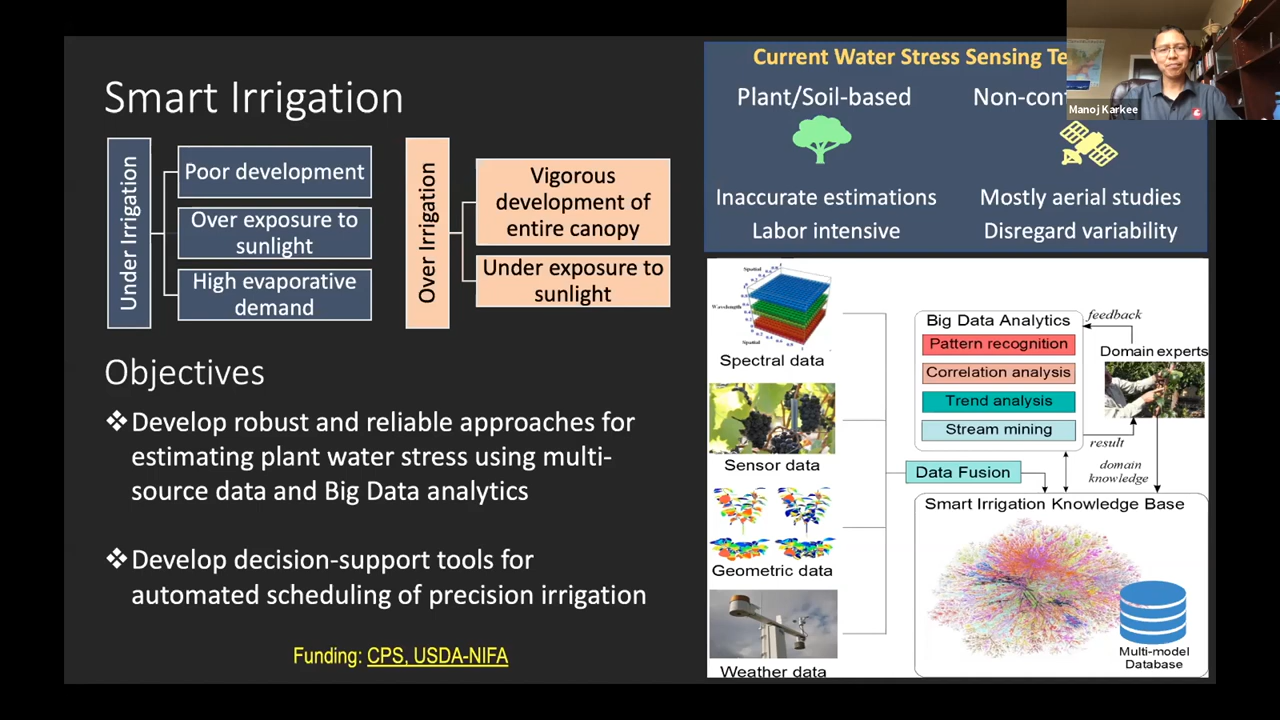 Smart Irrigation
Under Irrigation
Poor development
Over exposure to
sunlight
High evaporative
demand
Over Irrigation
Vigorous
development of
entire canopy
Under exposure to
sunlight
Objectives
❖Develop robust and reliable approaches for
estimating plant water stress using multi-
source data and Big Data analytics
❖Develop decision-support tools for
automated scheduling of precision irrigation
Funding: CPS, USDA-NIFA
Current Water Stress Sensing
Plant/Soil-based
Inaccurate estimations
Labor intensive
Mostly aerial studies
Disregard variability
Manoj Karkee
Spatial
Wavelength
Spatial
Spectral data
Sensor data
Geometric data
Weather data
Big Data Analytics
Pattern recognition
Correlation analysis
Trend analysis
Stream mining
feedback
Domain experts
result
domain
knowledge
Data Fusion
Smart Irrigation Knowledge Base
Multi-model
Database